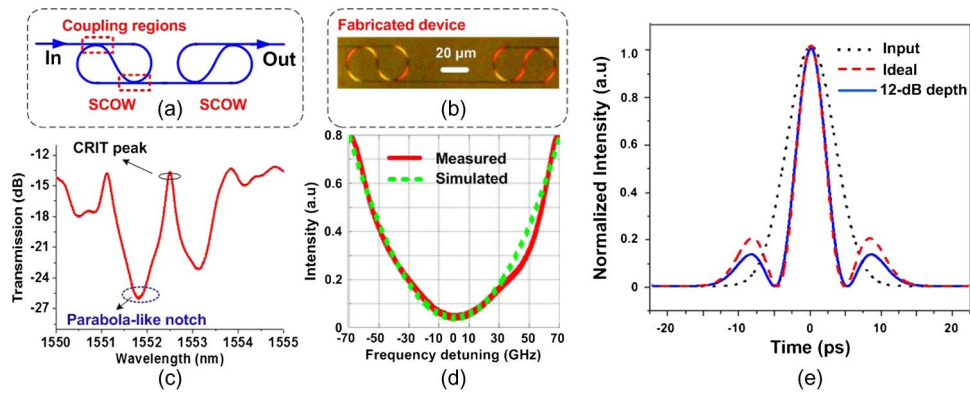 Coupling regions
In
Out
SCOW
SCOW
(a)
Fabricated device
20 μm
(b)
-12
-15
-18
-21
-24
-27
Transmission (dB)
CRIT peak
Parabola-like notch
1550 1551 1552 1553 1554 1555
Wavelength (nm)
(c)
0.8
0.6
0.4
0.2
0
Intensity (a.u)
Measured
Simulated
-70 -50 -30 -10 10 30 50 70
Frequency detuning (GHz)
(d)
1.0
0.8
0.6
0.4
0.2
0
Normalized Intensity (a.u)
Input
Ideal
12-dB depth
-20 -10 0 10 20
Time (ps)
(e)